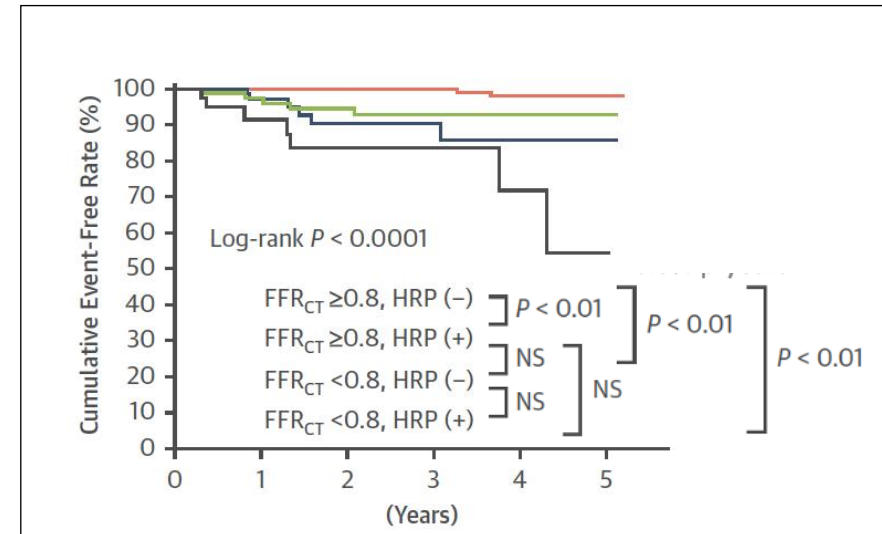 Cumulative Event-Free Rate (%)
100
90
80
70
60
50
40
30
20
10
0
Log-rank P < 0.0001
FFRCT ≥0.8, HRP (–)
FFRCT ≥0.8, HRP (+)
FFRCT <0.8, HRP (–)
FFRCT <0.8, HRP (+)
P < 0.01
NS
NS
P < 0.01
NS
P < 0.01
0 1 2 3 4 5
(Years)